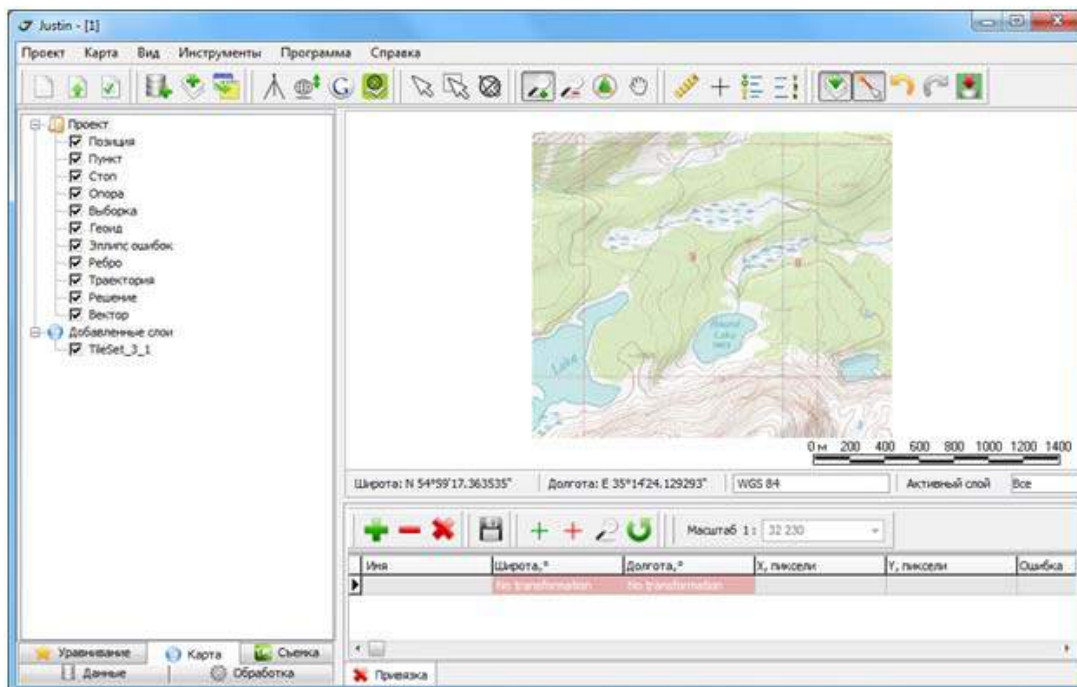 Justin - [1]
Проект Карта Вид Инструменты Программа Справка
Проект
Позиция
Пункт
Стоп
Опора
Выборка
Геоид
Эллипс ошибок
Ребро
Траектория
Решение
Вектор
Добавленные слои
TileSet_3_1
Lake
Round
Lake
0 м 200 400 600 800 1000 1200 1400
Широта: N 54°59'17.363535" Долгота: E 35°14'24.129293" WGS 84 Активный слой Все
Масштаб 1: 32 230
Имя Широта,° Долгота,° X, пиксели Y, пиксели Ошибка
No transformation No transformation
Уравнивание Карта Съемка
Данные Обработка
Привязка